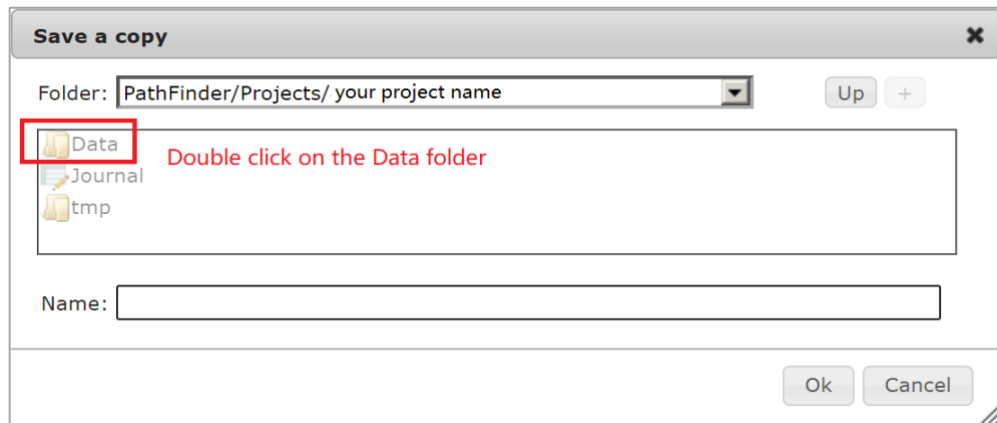 Save a copy
Folder: PathFinder/Projects/ your project name Up +
Data
Double click on the Data folder
Journal
tmp
Name:
Ok Cancel